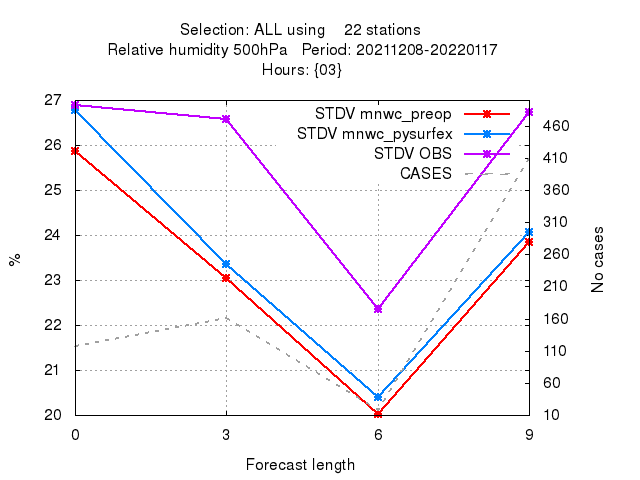 Selection: ALL using 22 stations
Relative humidity 500hPa Period: 20211208-20220117
Hours: {03}
STDV mnwc_preop
STDV mnwc_pysurfex
STDV OBS
CASES
27
26
25
24
23
22
21
20
%
460
410
360
310
260
210
160
110
60
10
No cases
0 3 6 9
Forecast length